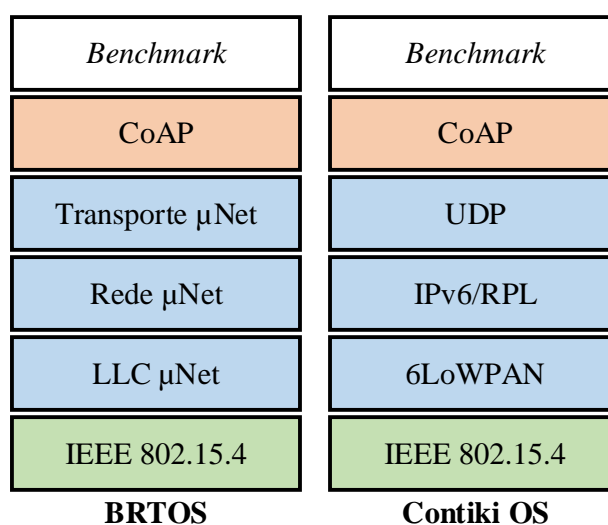 Benchmark
CoAP
Transporte µNet
Rede µNet
LLC µNet
IEEE 802.15.4
BRTOS
Benchmark
CoAP
UDP
IPv6/RPL
6LoWPAN
IEEE 802.15.4
Contiki OS